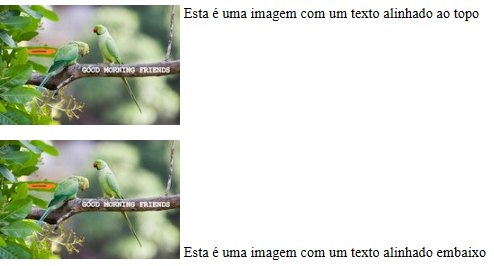 Esta é uma imagem com um texto alinhado ao topo
GOOD MORNING FRIENDS
GOOD MORNING FRIENDS
Esta é uma imagem com um texto alinhado embaixo